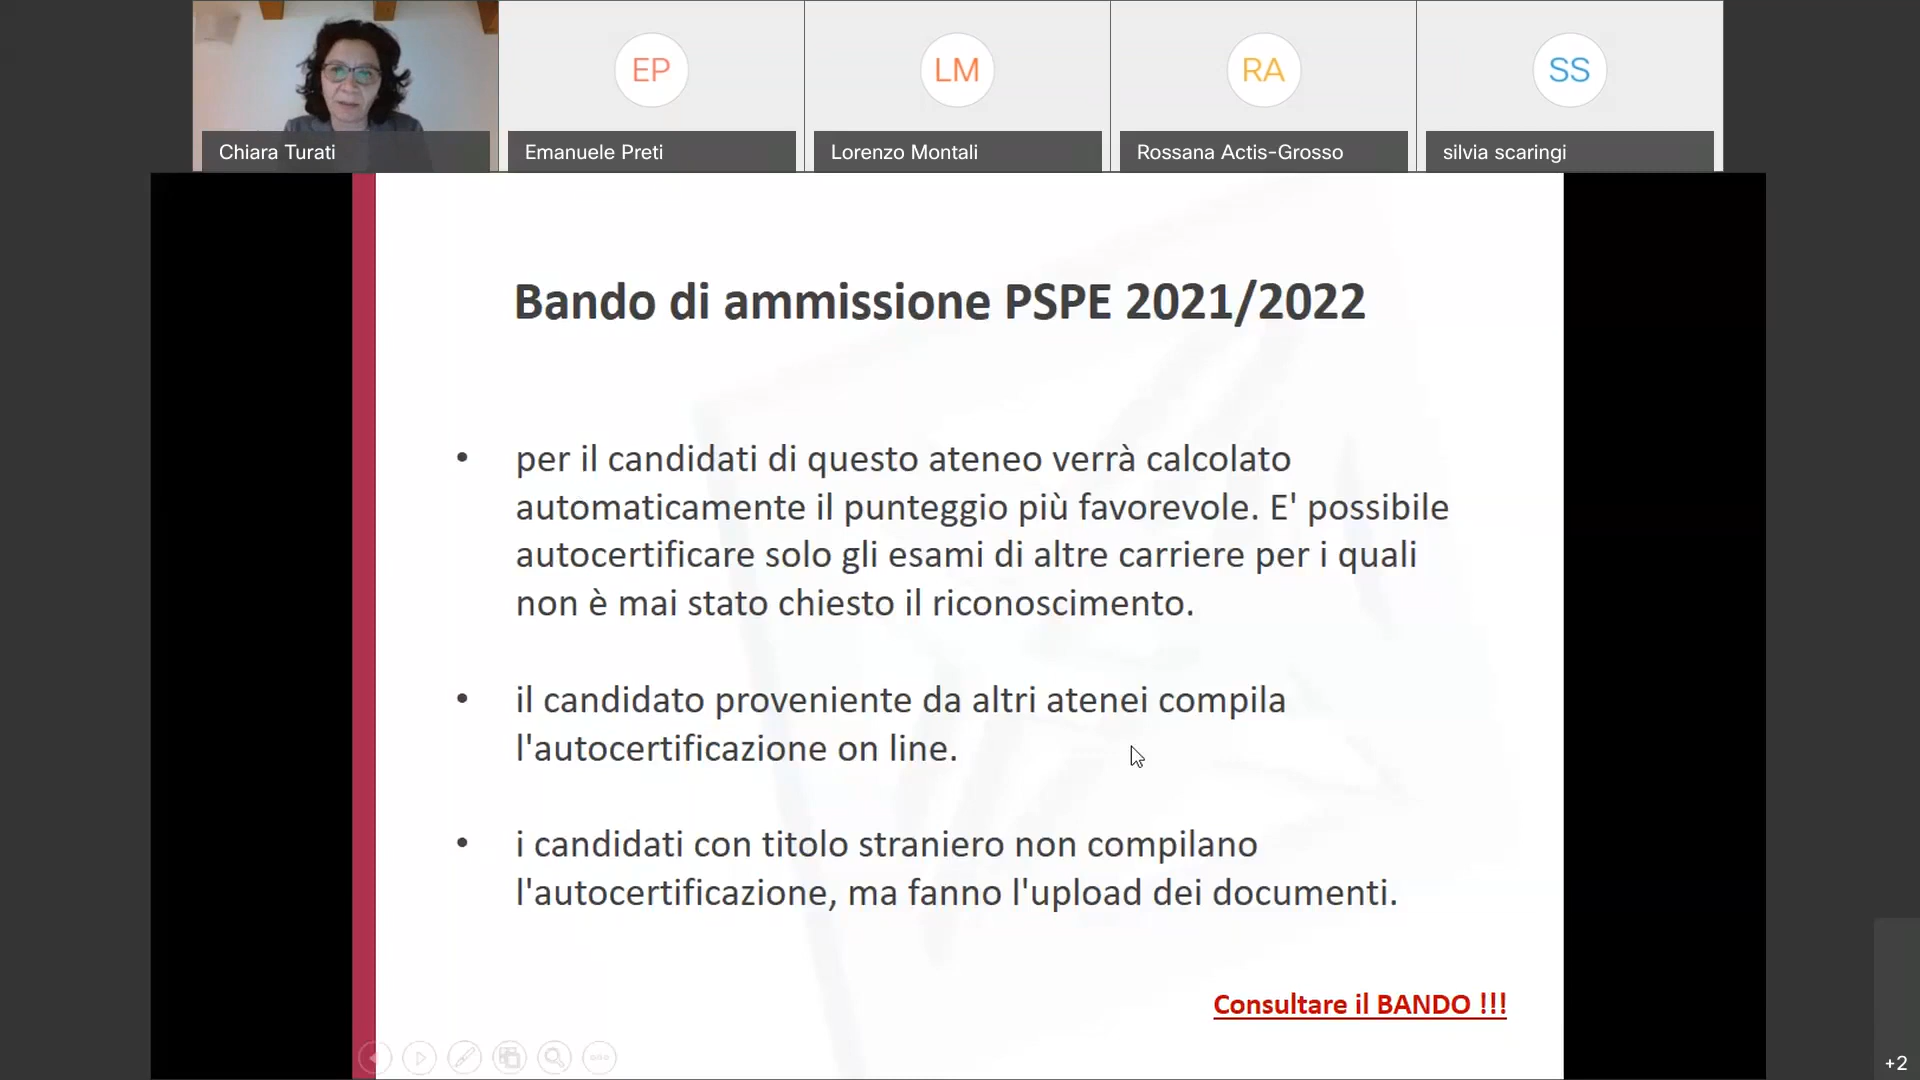 EP
LM
RA
SS
Chiara Turati
Emanuele Preti
Lorenzo Montali
Rossana Actis-Grosso
silvia scaringi
Bando di ammissione PSPE 2021/2022
• per il candidati di questo ateneo verrà calcolato
automaticamente il punteggio più favorevole. E' possibile
autocertificare solo gli esami di altre carriere per i quali
non è mai stato chiesto il riconoscimento.
• il candidato proveniente da altri atenei compila
l'autocertificazione on line.
• i candidati con titolo straniero non compilano
l'autocertificazione, ma fanno l'upload dei documenti.
Consultare il BANDO !!!
+2